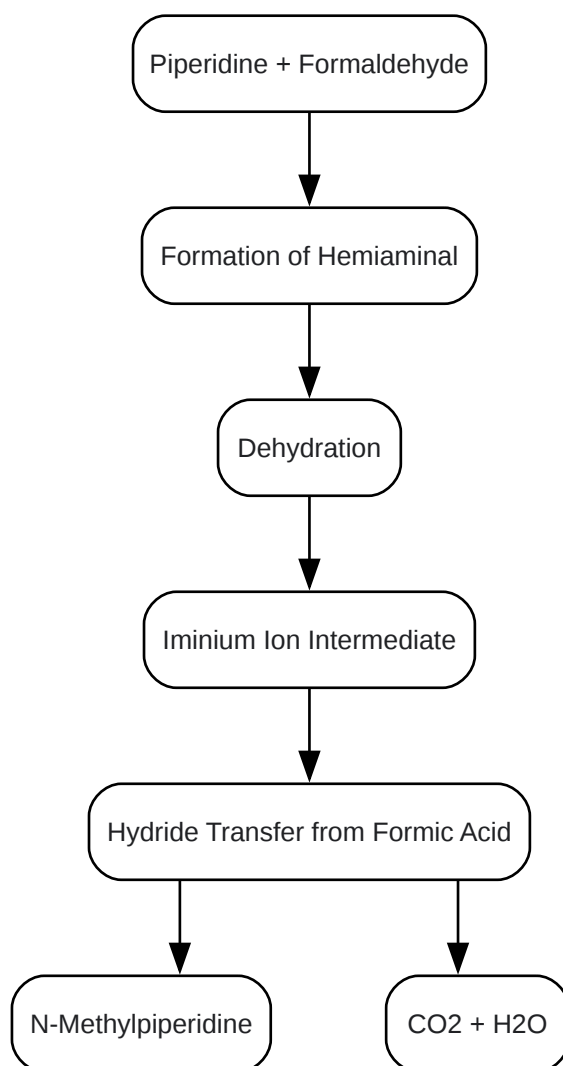 Piperidine + Formaldehyde
Formation of Hemiaminal
Dehydration
Iminium Ion Intermediate
Hydride Transfer from Formic Acid
N-Methylpiperidine
CO2 + H2O